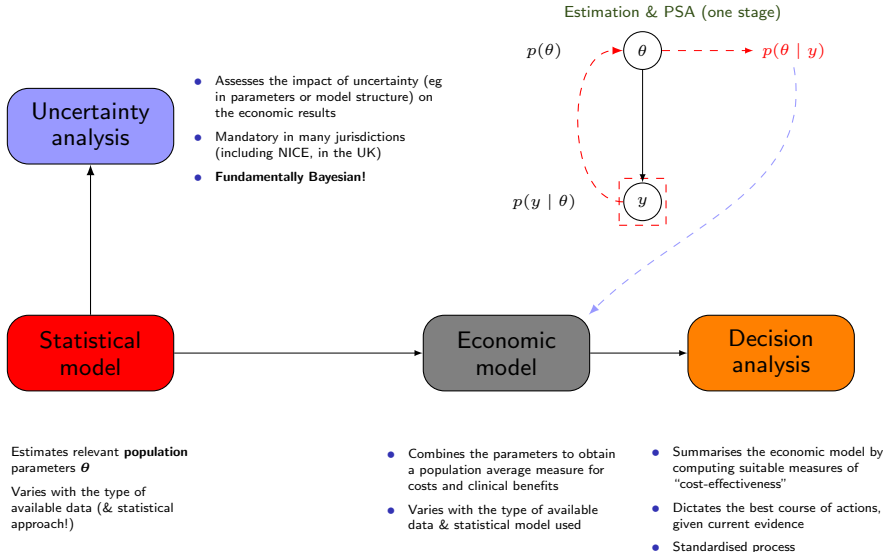 Estimation & PSA (one stage)
p(θ)
θ
p(θ | y)
p(y | θ)
y
Uncertainty
analysis
• Assesses the impact of uncertainty (eg
in parameters or model structure) on
the economic results
• Mandatory in many jurisdictions
(including NICE, in the UK)
• Fundamentally Bayesian!
Statistical
model
Economic
model
Decision
analysis
Estimates relevant population
parameters θ
Varies with the type of
available data (& statistical
approach!)
• Combines the parameters to obtain
a population average measure for
costs and clinical benefits
• Varies with the type of available
data & statistical model used
• Summarises the economic model by
computing suitable measures of
“cost-effectiveness”
• Dictates the best course of actions,
given current evidence
• Standardised process